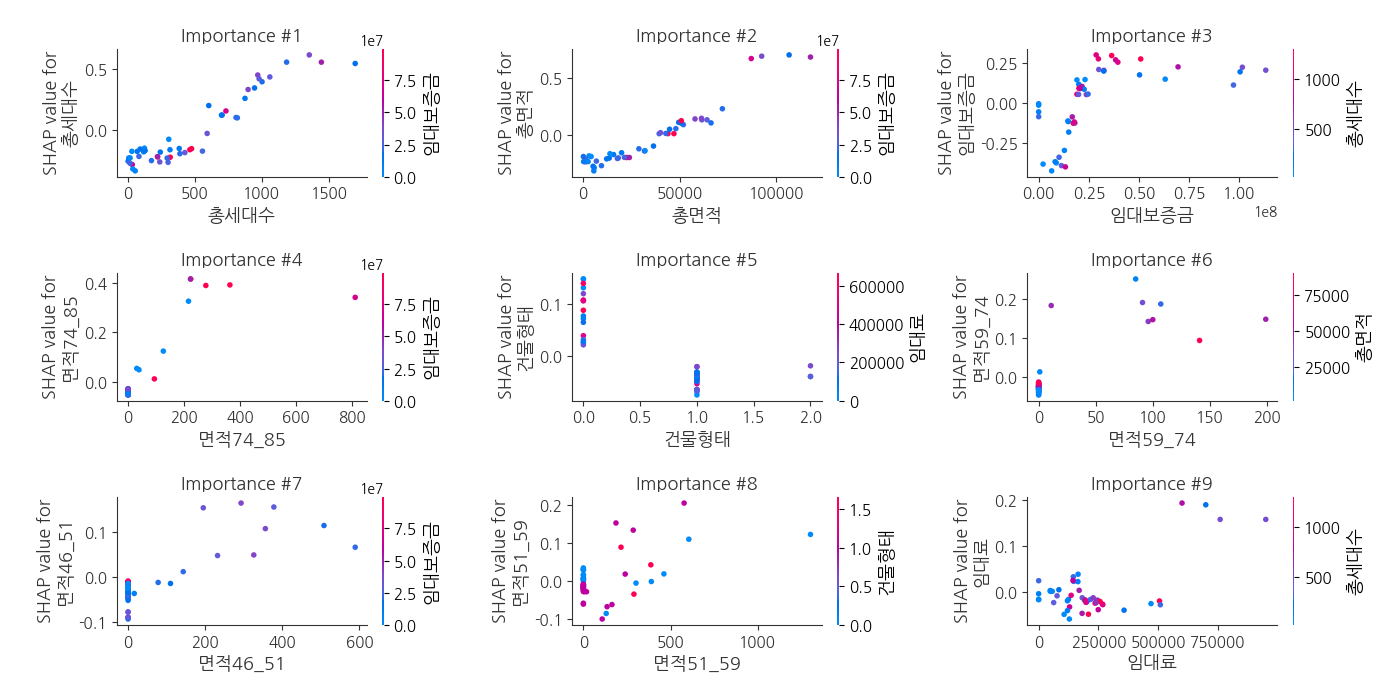 Importance #1
SHAP value for
총세대수
0.5
0.0
0
500
1000
1500
총세대수
1e7
7.5
5.0
2.5
0.0
임대보증금
Importance #2
SHAP value for
총면적
0.5
0.0
0
50000
100000
총면적
1e7
7.5
5.0
2.5
0.0
임대보증금
Importance #3
SHAP value for
임대보증금
0.25
0.00
-0.25
0.00
0.25
0.50
0.75
1.00
1e8
임대보증금
1000
500
총세대수
Importance #4
SHAP value for
면적74_85
0.4
0.2
0.0
0
200
400
600
800
면적74_85
1e7
7.5
5.0
2.5
0.0
임대보증금
Importance #5
SHAP value for
건물형태
0.1
0.0
0.0
0.5
1.0
1.5
2.0
건물형태
600000
400000
200000
0
임대료
Importance #6
SHAP value for
면적59_74
0.2
0.1
0.0
0
50
100
150
200
면적59_74
75000
50000
25000
총면적
Importance #7
SHAP value for
면적46_51
0.1
0.0
-0.1
0
200
400
600
면적46_51
1e7
7.5
5.0
2.5
0.0
임대보증금
Importance #8
SHAP value for
면적51_59
0.2
0.1
0.0
-0.1
0
500
1000
면적51_59
1.5
1.0
0.5
0.0
건물형태
Importance #9
SHAP value for
임대료
0.2
0.1
0.0
0
250000
500000
750000
임대료
1000
500
총세대수